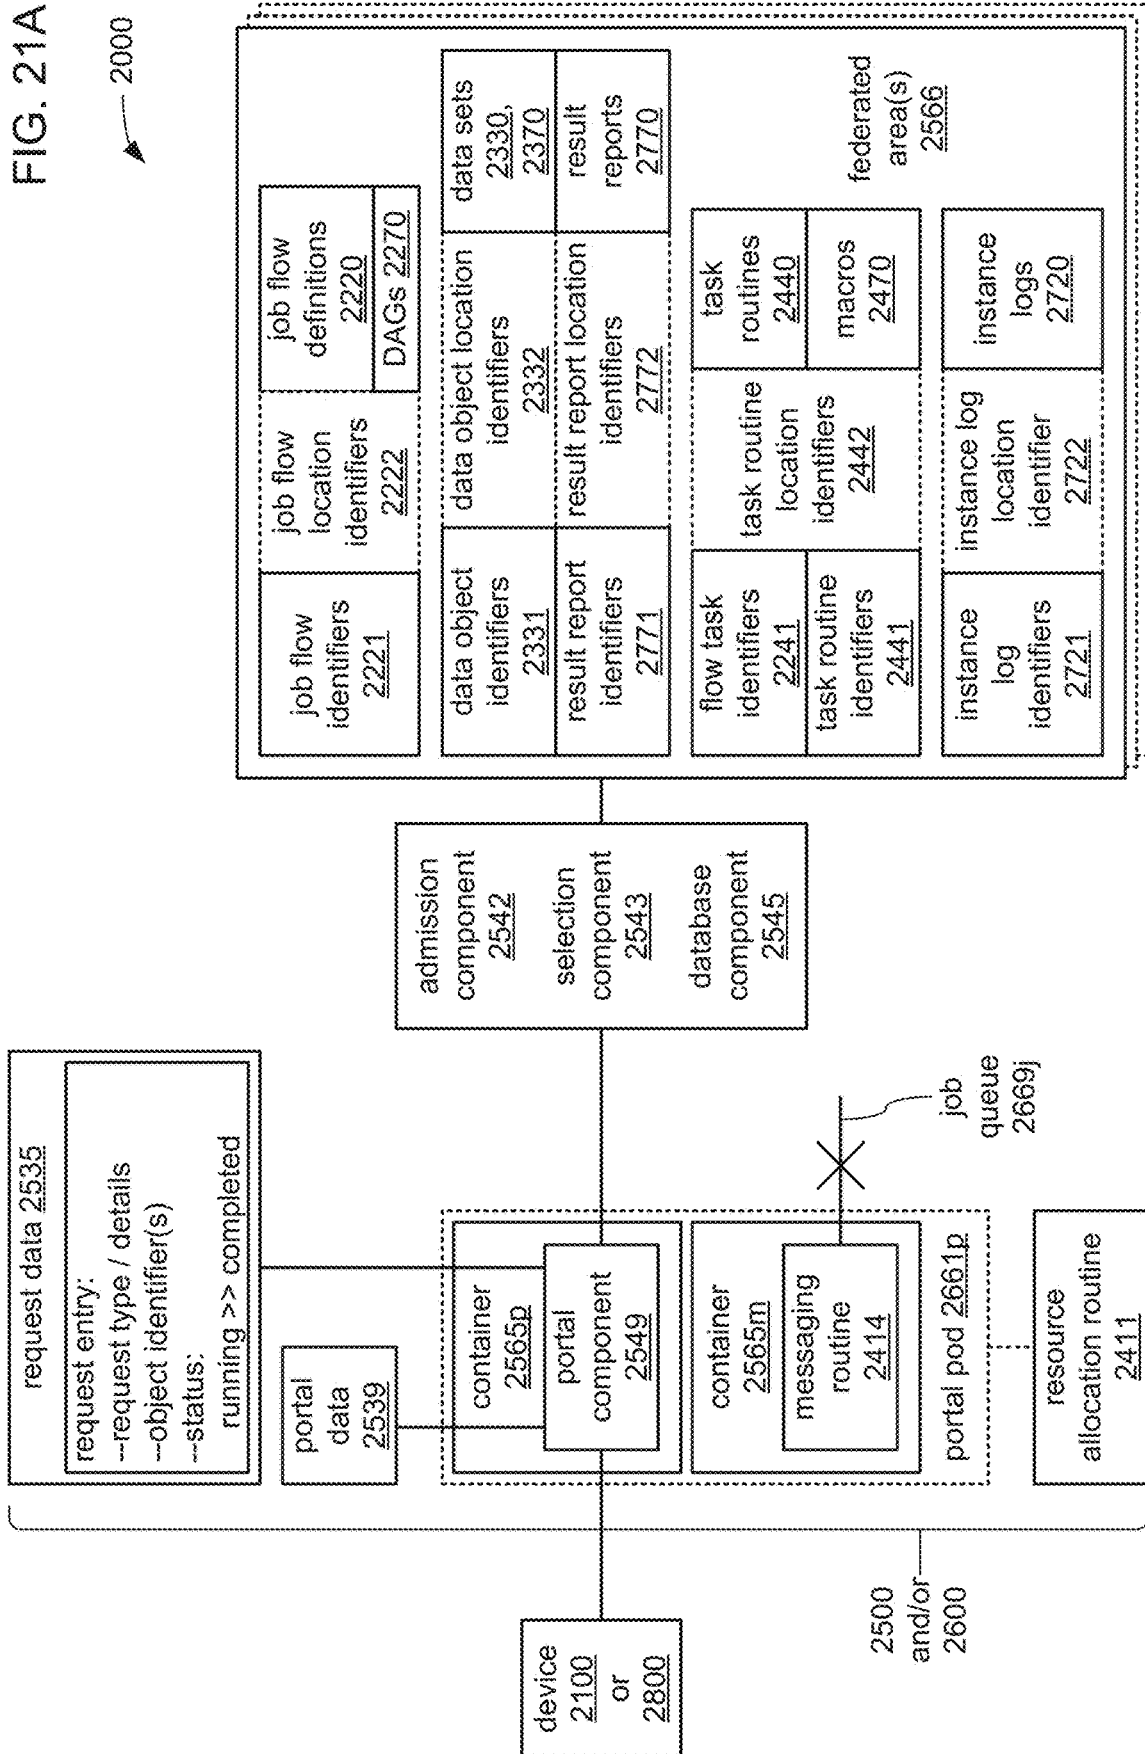 FIG. 21A
2000
request data 2535
request entry:
--request type / details
--object identifier(s)
--status:
running >> completed
portal
data
2539
container
2565p
portal
component
2549
container
2565m
messaging
routine
2414
portal pod 2661p
resource
allocation routine
2411
device
2100
or
2800
2500
and/or
2600
job
queue 2669j
admission
component
2542
selection
component
2543
database
component
2545
job flow
identifiers
2221
job flow
location
identifiers
2222
job flow
definitions
2220
DAGs 2270
data object
identifiers
2331
data object location
identifiers
2332
data sets
2330,
2370
result report
identifiers
2771
result report location
identifiers
2772
result
reports
2770
flow task
identifiers
2241
task routine
identifiers
2441
task routine
location
identifiers
2442
task
routines
2440
macros
2470
instance
log
identifiers
2721
instance log
location
identifier
2722
instance
logs
2720
federated
area(s)
2566